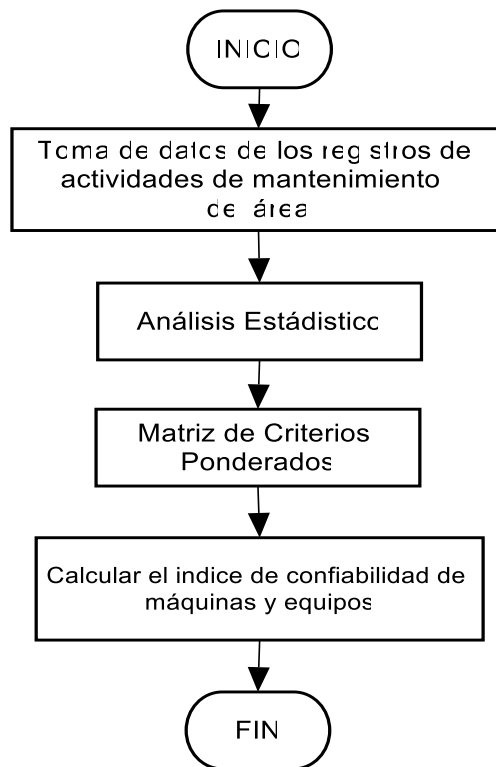 INICIO
Toma de datos de los registros de
actividades de mantenimiento
del área
Análisis Estádistico
Matriz de Criterios
Ponderados
Calcular el indice de confiabilidad de
máquinas y equipos
FIN